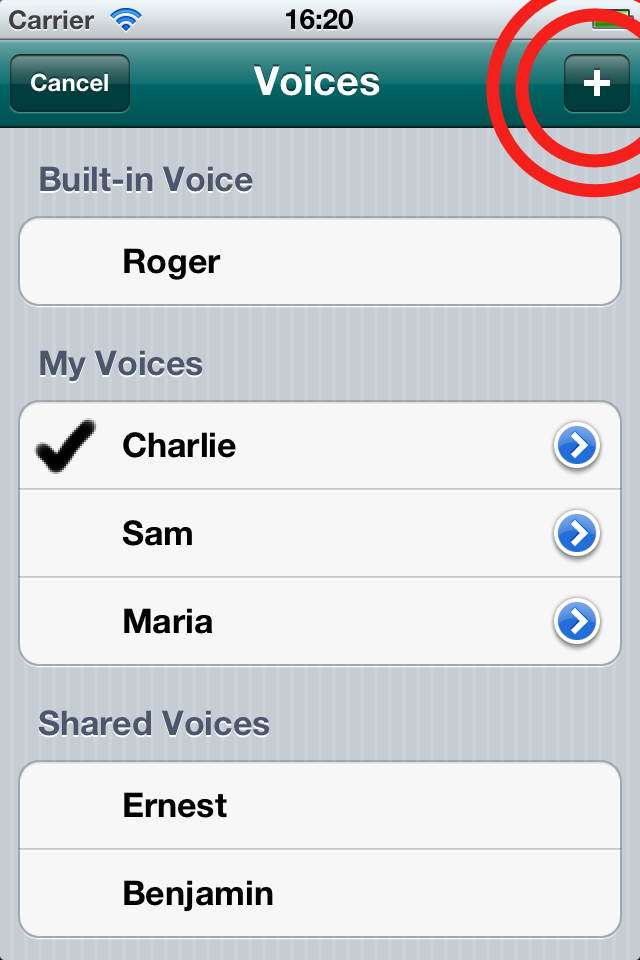 Carrier 16:20
Cancel Voices +
Built-in Voice
Roger
My Voices
Charlie
Sam
Maria
Shared Voices
Ernest
Benjamin